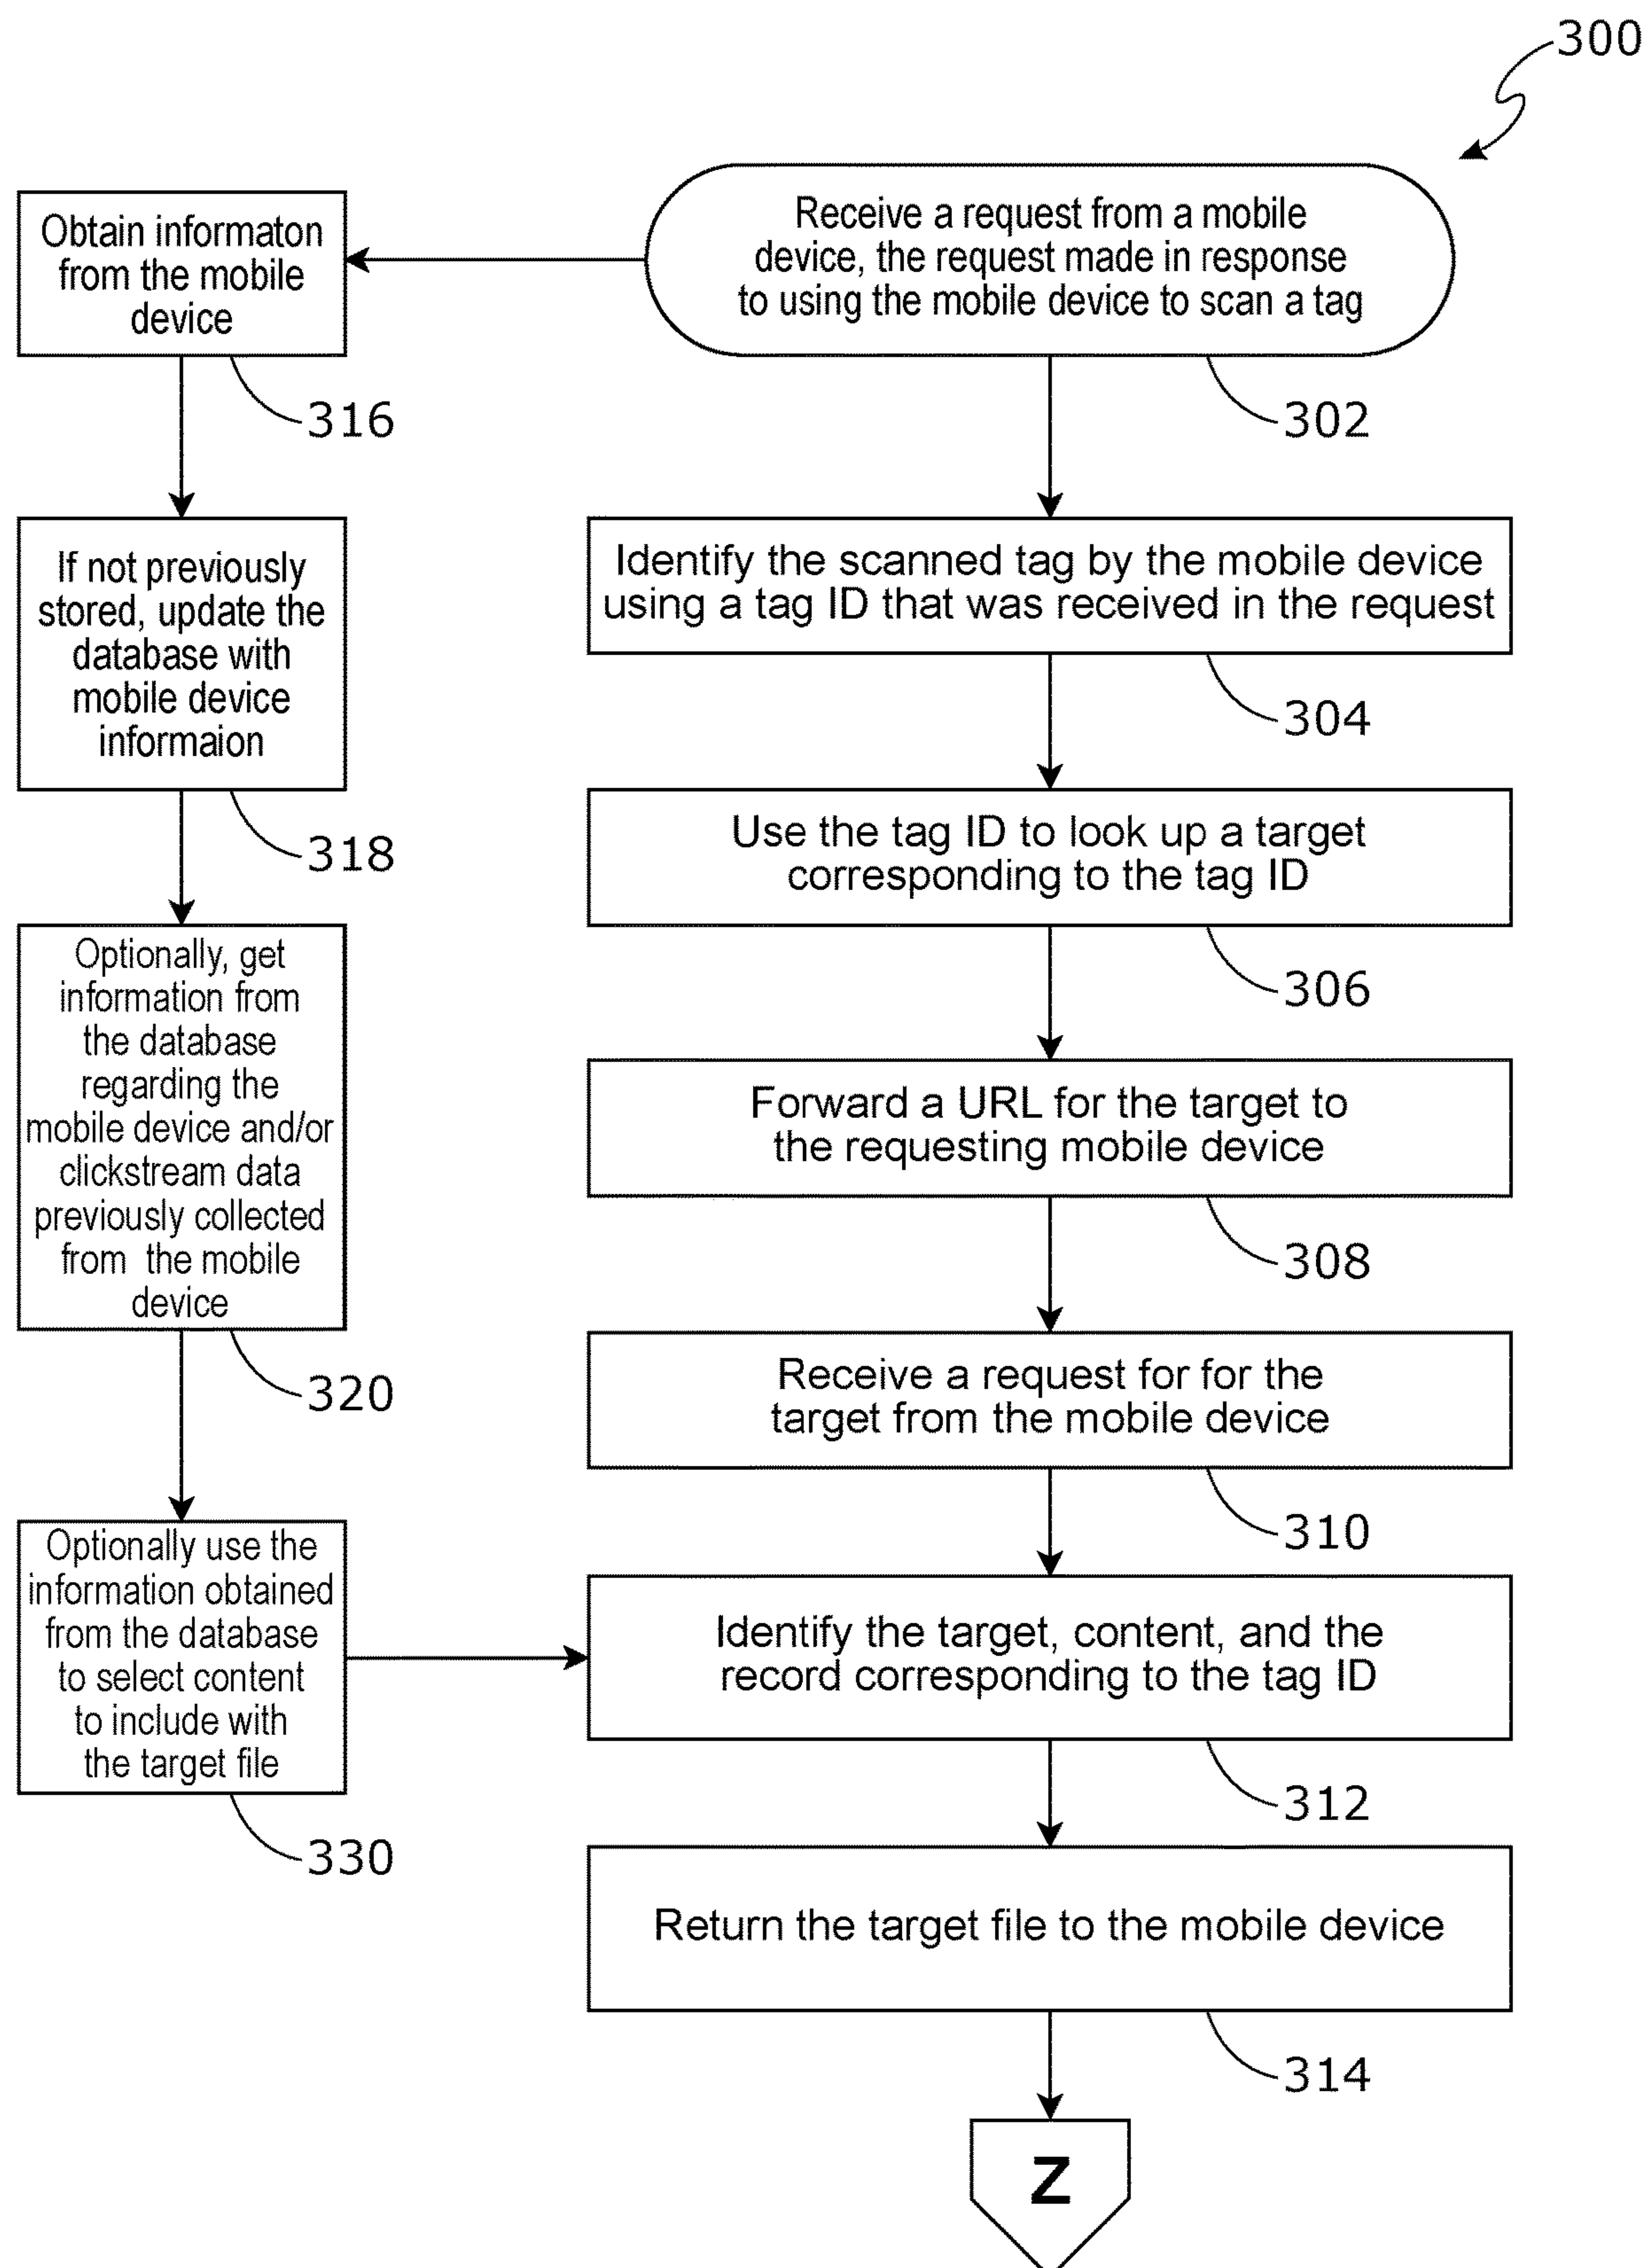 300
Receive a request from a mobile
device, the request made in response
to using the mobile device to scan a tag
302
Obtain informaton
from the mobile
device
316
If not previously
stored, update the
database with
mobile device
informaion
318
Optionally, get
information from
the database
regarding the
mobile device and/or
clickstream data
previously collected
from the mobile
device
320
Optionally use the
information obtained
from the database
to select content
to include with
the target file
330
Identify the scanned tag by the mobile device
using a tag ID that was received in the request
304
Use the tag ID to look up a target
corresponding to the tag ID
306
Forward a URL for the target to
the requesting mobile device
308
Receive a request for for the
target from the mobile device
310
Identify the target, content, and the
record corresponding to the tag ID
312
Return the target file to the mobile device
314
Z